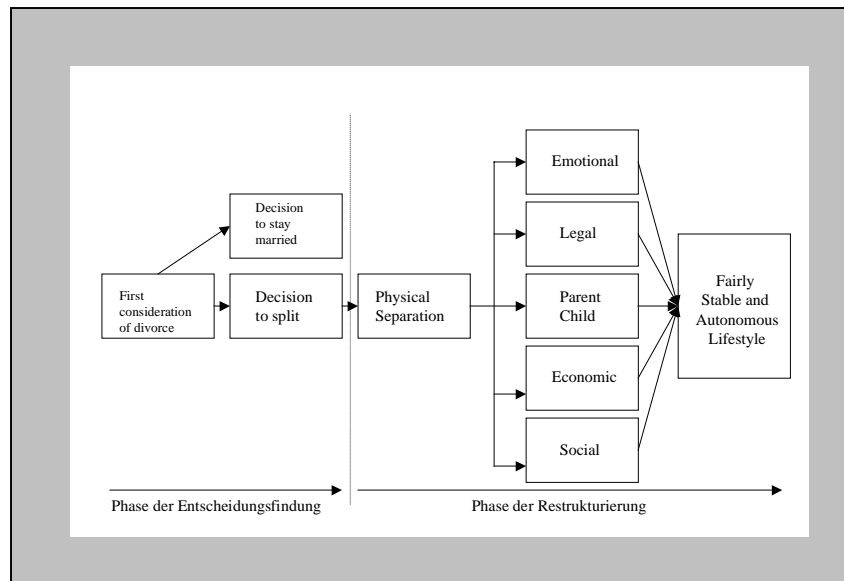 Decision
to stay
married
First
consideration
of divorce
Decision
to split
Physical
Separation
Emotional
Legal
Parent
Child
Economic
Social
Fairly
Stable and
Autonomous
Lifestyle
Phase der Entscheidungsfindung
Phase der Restrukturierung